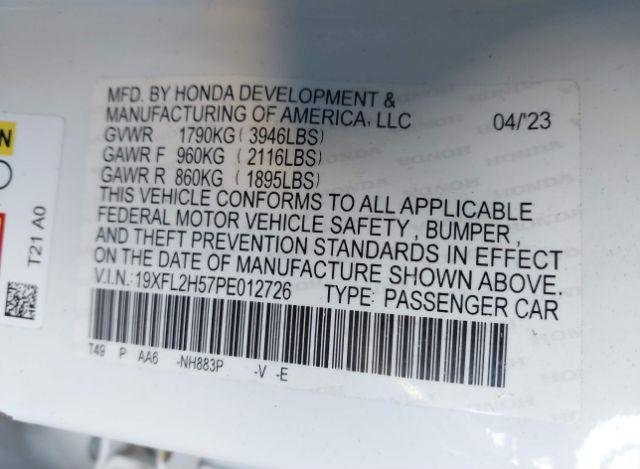 MFD. BY HONDA DEVELOPMENT &
MANUFACTURING OF AMERICA, LLC 04/'23
GVWR 1790KG (3946LBS)
GAWR F 960KG (2116LBS)
GAWR R 860KG (1895LBS)
THIS VEHICLE CONFORMS TO ALL APPLICABLE
FEDERAL MOTOR VEHICLE SAFETY, BUMPER,
AND THEFT PREVENTION STANDARDS IN EFFECT
ON THE DATE OF MANUFACTURE SHOWN ABOVE.
V.I.N.:19XFL2H57PE012726 TYPE: PASSENGER CAR
T49 P AA6 -NH883P -V -E
T21 A0
N
HONDA